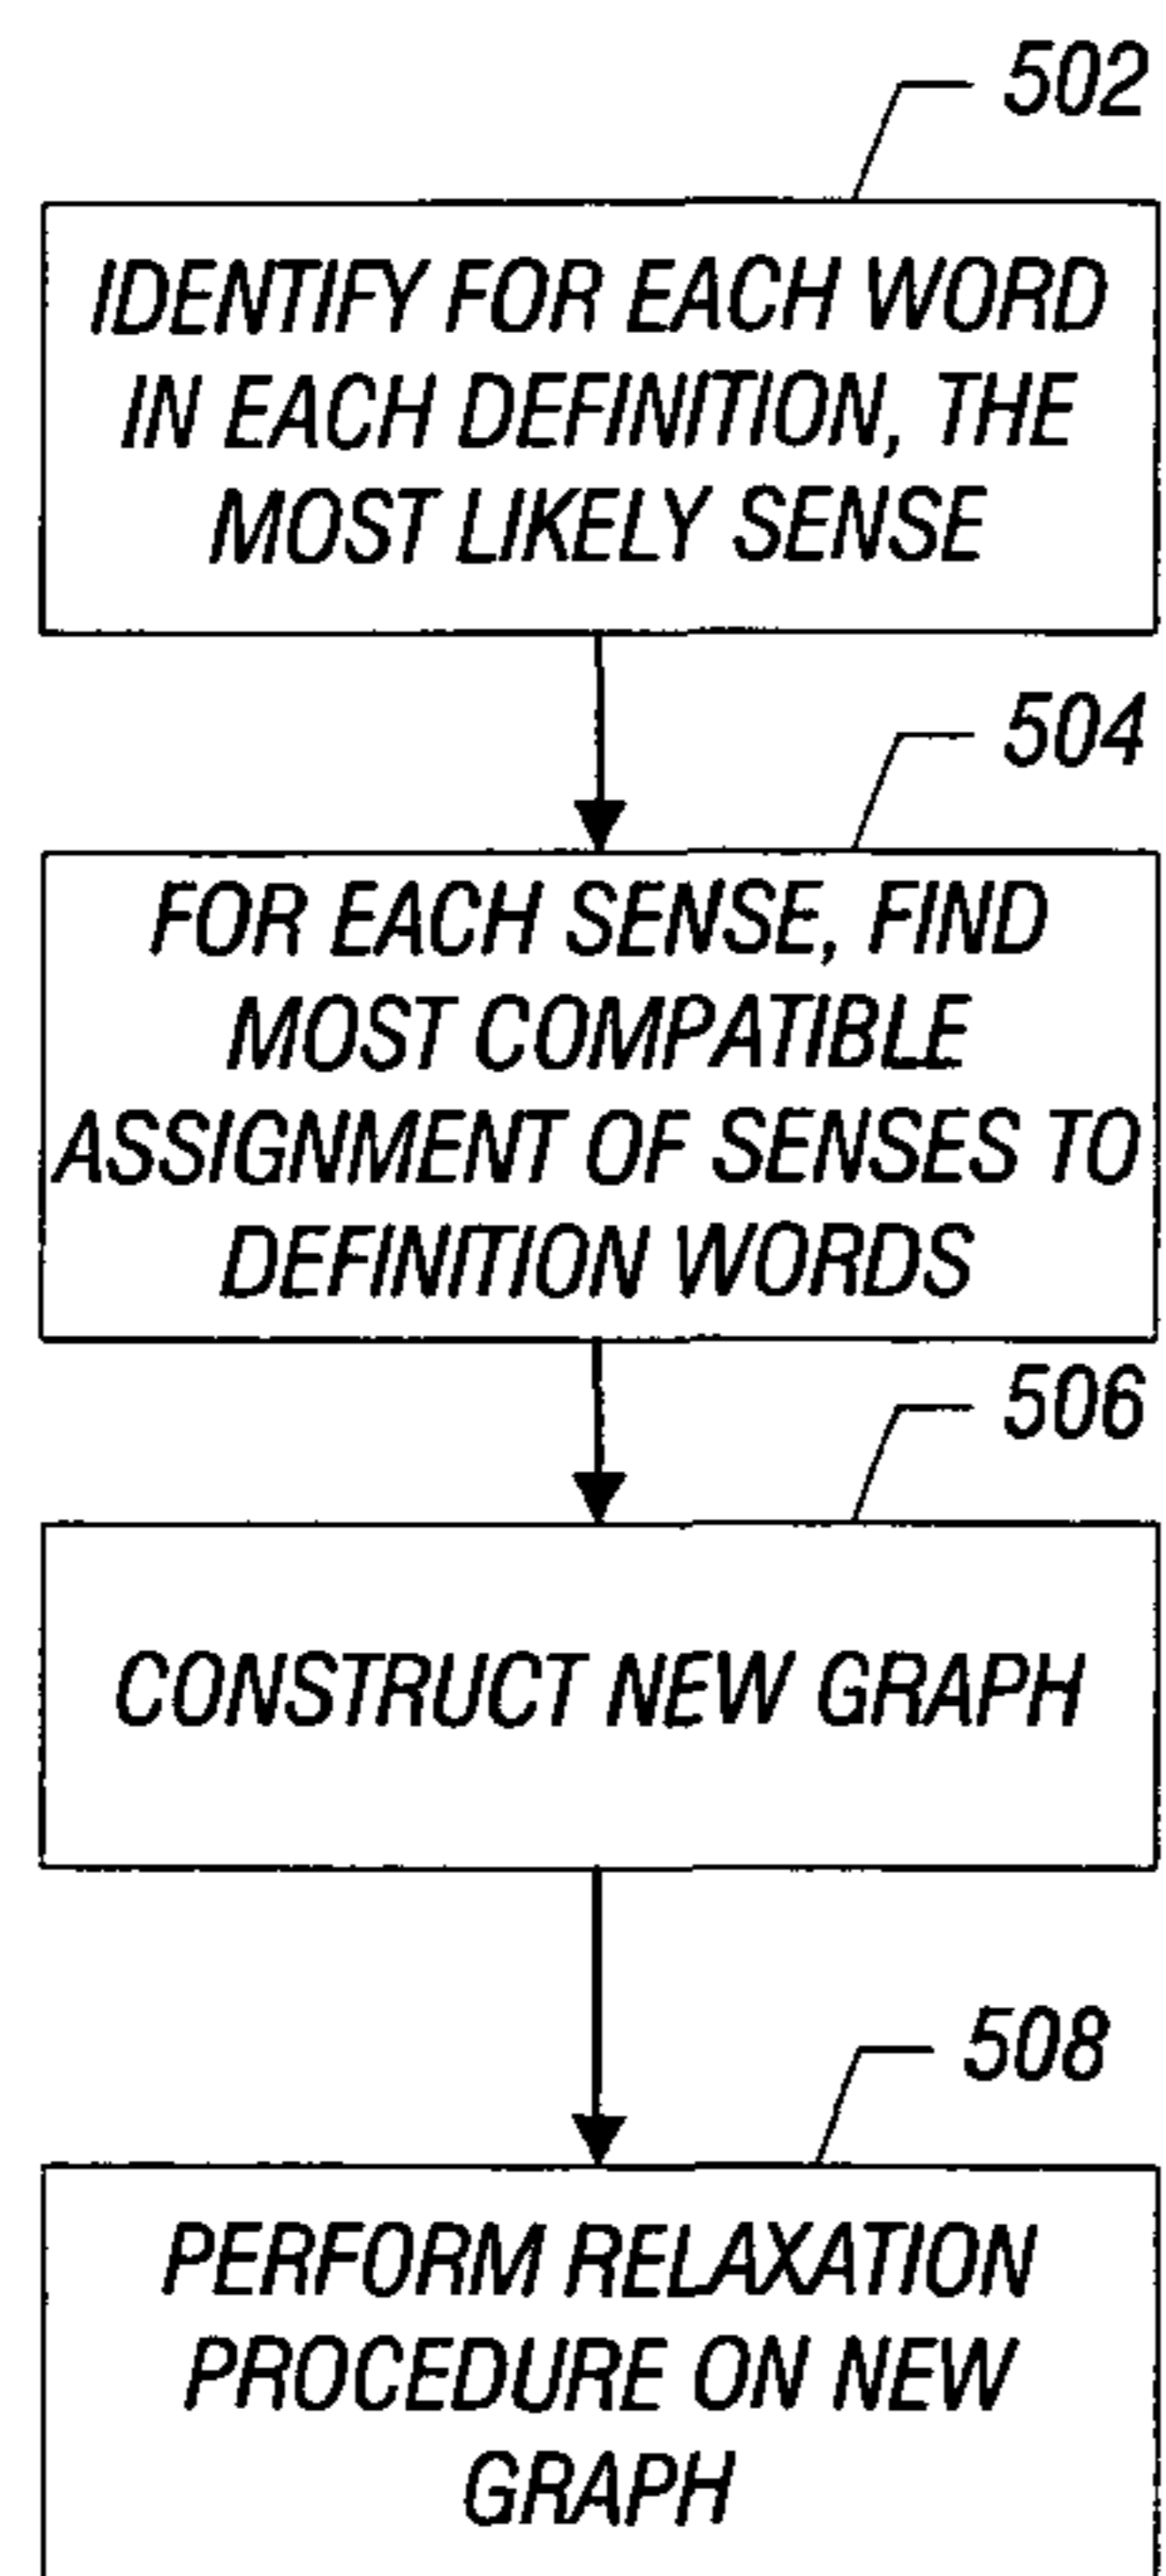 502
IDENTIFY FOR EACH WORD
IN EACH DEFINITION, THE
MOST LIKELY SENSE
504
FOR EACH SENSE, FIND
MOST COMPATIBLE
ASSIGNMENT OF SENSES TO
DEFINITION WORDS
506
CONSTRUCT NEW GRAPH
508
PERFORM RELAXATION
PROCEDURE ON NEW
GRAPH